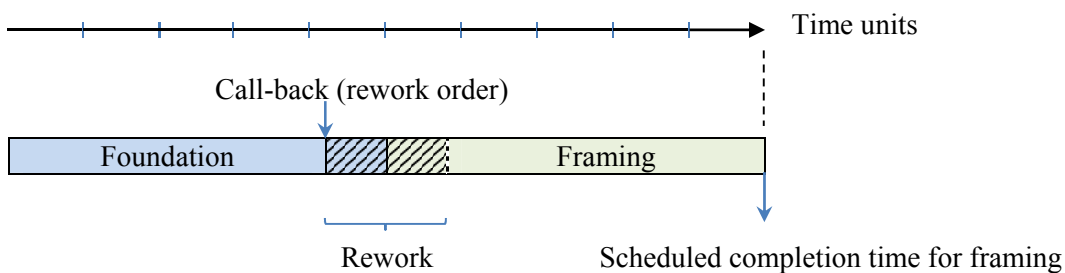 Time units
Call-back (rework order)
Foundation
Framing
Rework
Scheduled completion time for framing